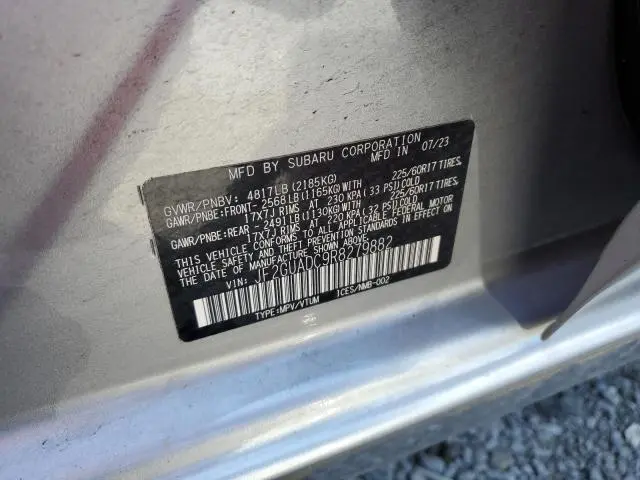 MFD BY SUBARU CORPORATION
MFD IN 07/23
GVWR/PNBV: 4817LB (2185KG)
GAWR/PNBE: FRONT- 2568LB (1165KG) WITH 225/60R17 TIRES,
17X7J RIMS AT 230 KPA (33 PSI) COLD
GAWR/PNBE: REAR - 2491LB (1130KG) WITH 225/60R17 TIRES,
17X7J RIMS AT 220 KPA (32 PSI) COLD
THIS VEHICLE CONFORMS TO ALL APPLICABLE FEDERAL MOTOR
VEHICLE SAFETY AND THEFT PREVENTION STANDARDS IN EFFECT
ON THE DATE OF MANUFACTURE SHOWN ABOVE.
VIN: JF2GUADC9R8276882
TYPE:MPV/VTUM ICES/NMB-002